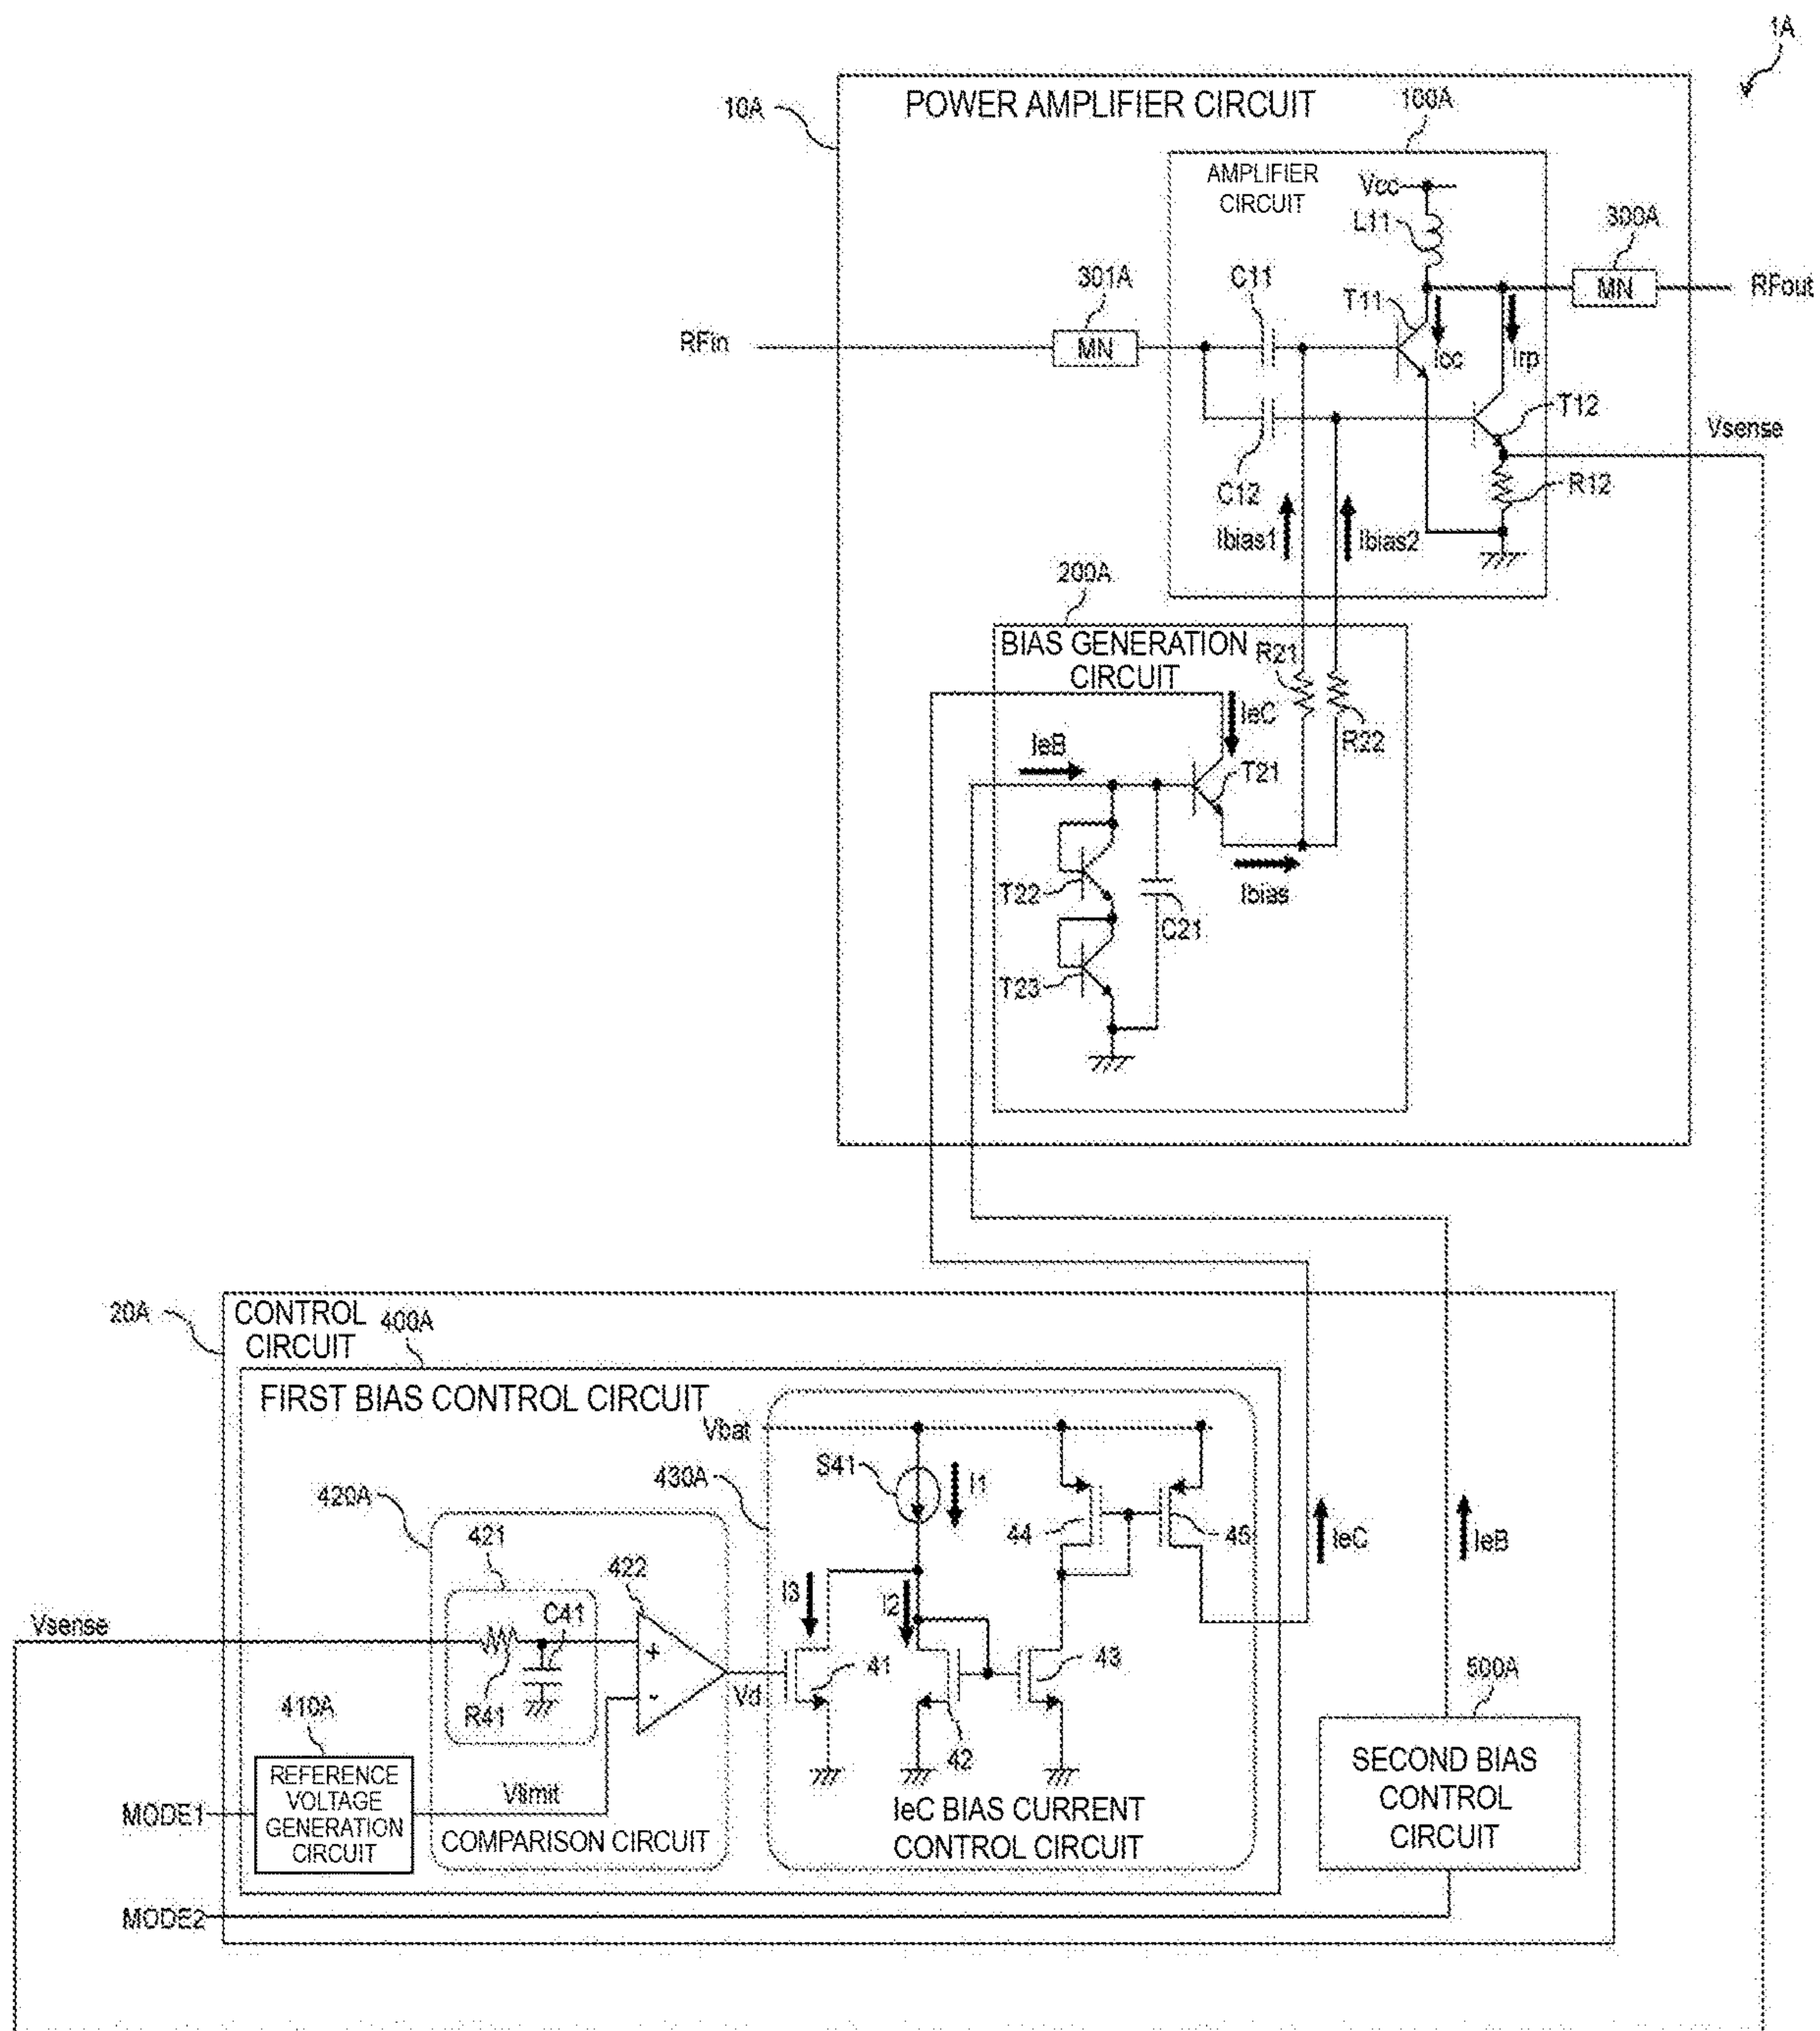 1A
10A
POWER AMPLIFIER CIRCUIT
100A
AMPLIFIER
CIRCUIT
Vcc
L11
300A
MN
RFout
301A
MN
RFin
C11
T11
Icc
Irp
T12
Vsense
C12
R12
Ibias1
Ibias2
200A
BIAS GENERATION
CIRCUIT
R21
IeC
R22
IeB
T21
T22
Ibias
C21
T23
20A
CONTROL
CIRCUIT
400A
FIRST BIAS CONTROL CIRCUIT
Vbat
S41
I1
430A
420A
44
45
IeC
IeB
421
422
I3
I2
C41
Vsense
+
-
R41
Vd
41
42
43
410A
500A
REFERENCE
VOLTAGE
GENERATION
CIRCUIT
Vlimit
MODE1
COMPARISON CIRCUIT
IeC BIAS CURRENT
CONTROL CIRCUIT
SECOND BIAS
CONTROL
CIRCUIT
MODE2